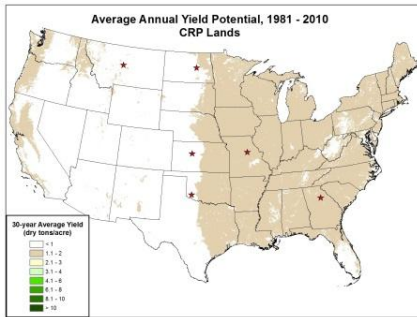 Average Annual Yield Potential, 1981 - 2010
CRP Lands
30-year Average Yield
(dry tons/acre)
< 1
1.1 - 2
2.1 - 3
3.1 - 4
4.1 - 6
6.1 - 8
8.1 - 10
> 10